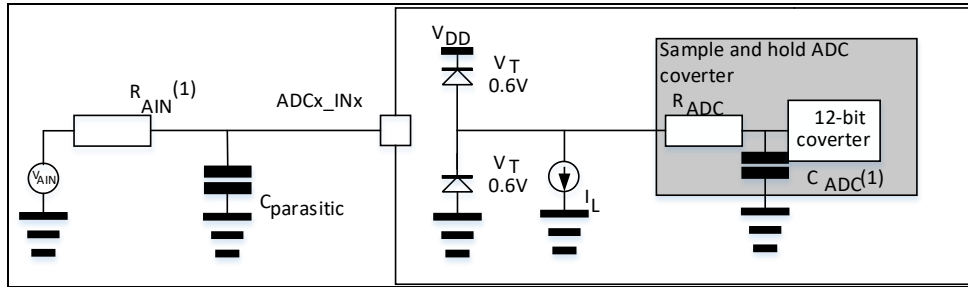 R AIN (1)
V AIN
C parasitic
ADCx_INx
V DD
V T
0.6V
V T
0.6V
I L
Sample and hold ADC
coverter
R ADC
12-bit
coverter
C ADC (1)